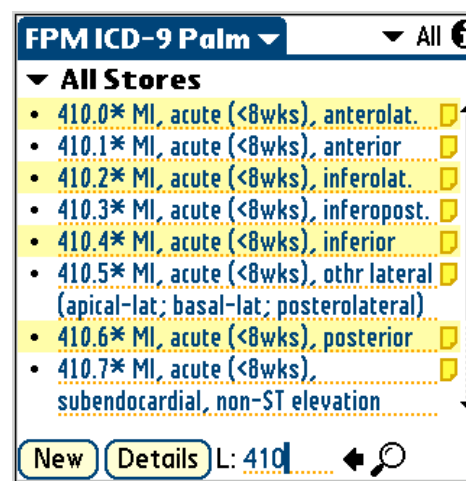 FPM ICD-9 Palm All
All Stores
• 410.0* MI, acute (<8wks), anterolat.
• 410.1* MI, acute (<8wks), anterior
• 410.2* MI, acute (<8wks), inferolat.
• 410.3* MI, acute (<8wks), inferopost.
• 410.4* MI, acute (<8wks), inferior
• 410.5* MI, acute (<8wks), othr lateral
(apical-lat; basal-lat; posterolateral)
• 410.6* MI, acute (<8wks), posterior
• 410.7* MI, acute (<8wks),
subendocardial, non-ST elevation
New Details L: 410